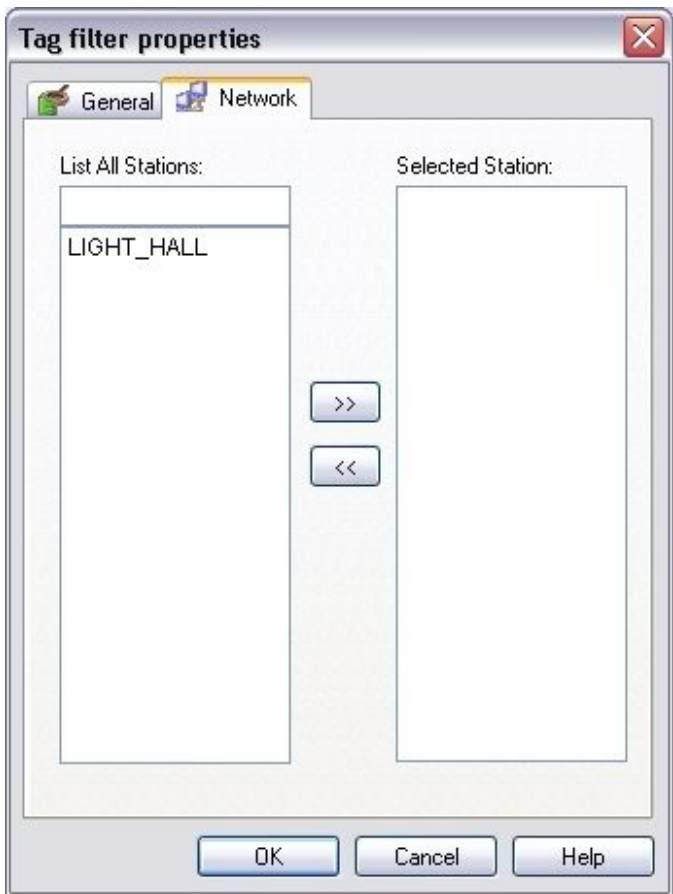 Tag filter properties
General Network
List All Stations: Selected Station:
LIGHT_HALL
>>
<<
OK Cancel Help